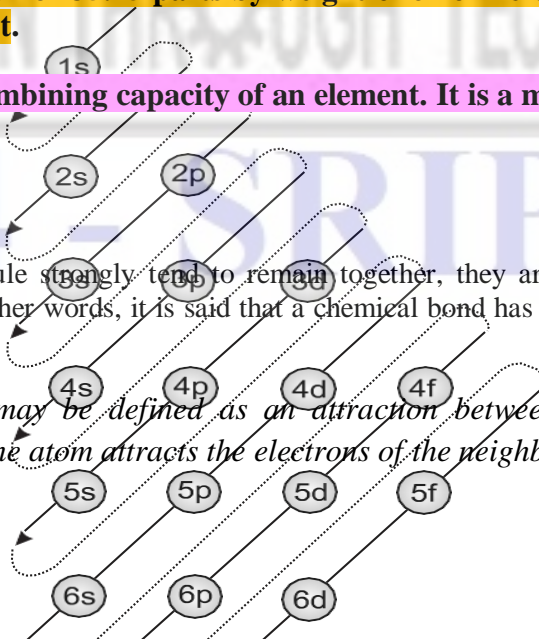 t.
1s
mbining capacity of an element. It is a m
2s 2p
- SRIP
ule strongly tend to remain together, they ar
3s 3p 3d
her words, it is said that a chemical bond has
4s 4p 4d 4f
may be defined as an attraction betwee
he atom attracts the electrons of the neighb
5s 5p 5d 5f
6s 6p 6d